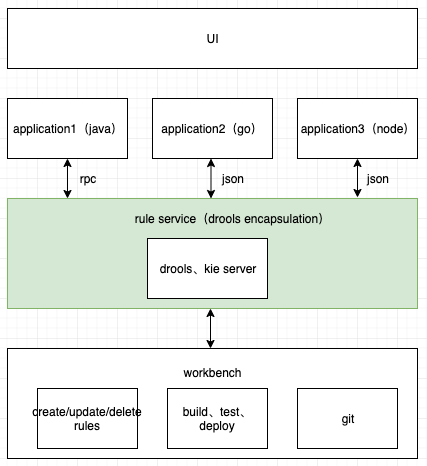 UI
application1（java） application2（go） application3（node）
rpc json json
rule service（drools encapsulation）
drools、kie server
workbench
create/update/delete rules
build、test、 deploy
git